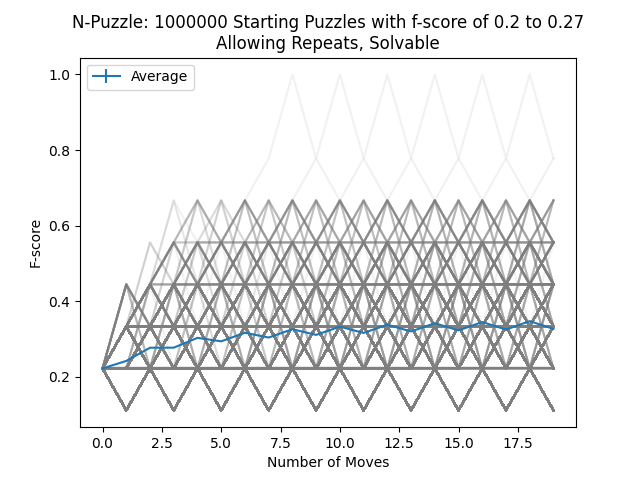 N-Puzzle: 1000000 Starting Puzzles with f-score of 0.2 to 0.27
Allowing Repeats, Solvable
Average
1.0
0.8
0.6
0.4
0.2
F-score
0.0 2.5 5.0 7.5 10.0 12.5 15.0 17.5
Number of Moves